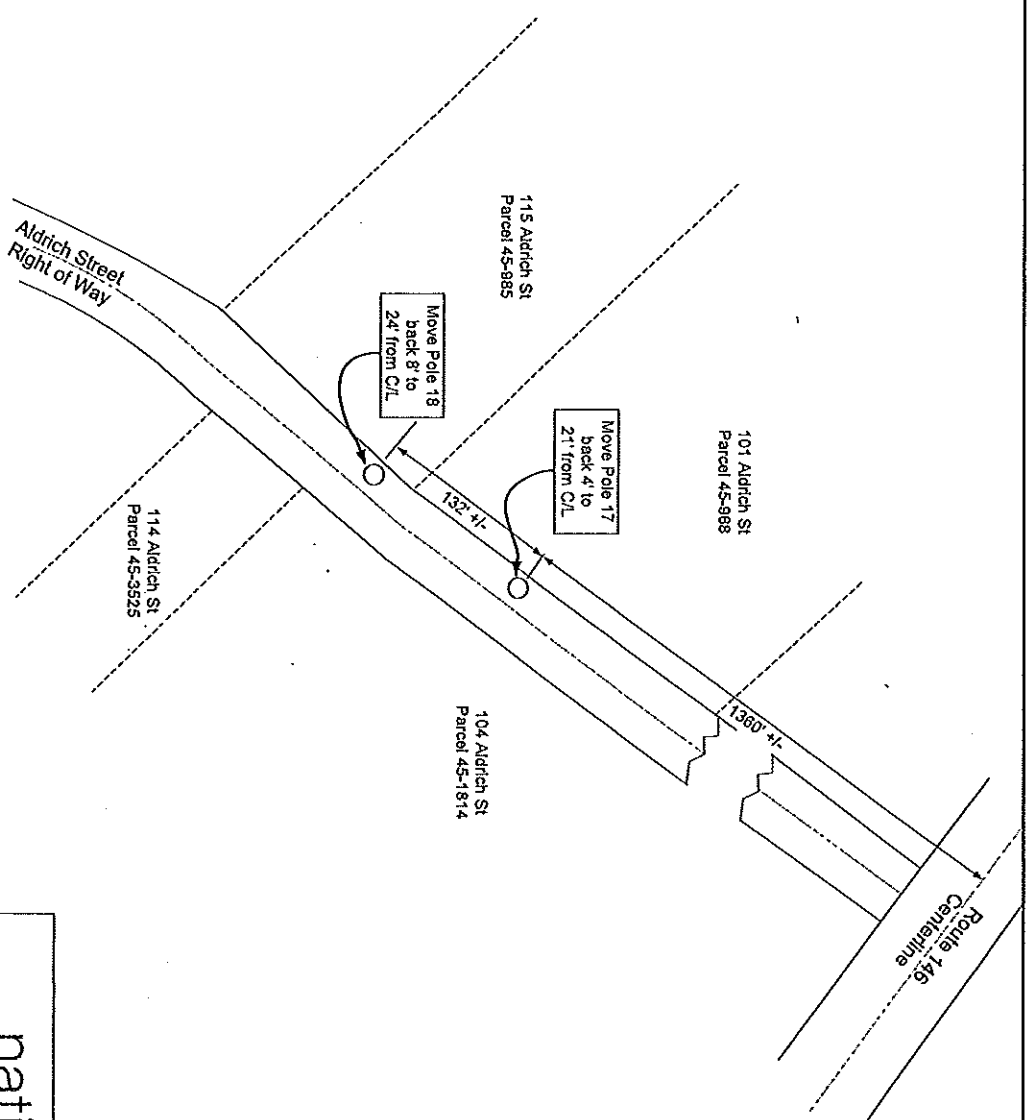 115 Aldrich St
Parcel 45-985
101 Aldrich St
Parcel 45-968
Move Pole 18
back 8' to
24' from C/L
Move Pole 17
back 4' to
21' from C/L
132' +/-
1360' +/-
Route 146
Centerline
Aldrich Street
Right of Way
114 Aldrich St
Parcel 45-3525
104 Aldrich St
Parcel 45-1814
nati